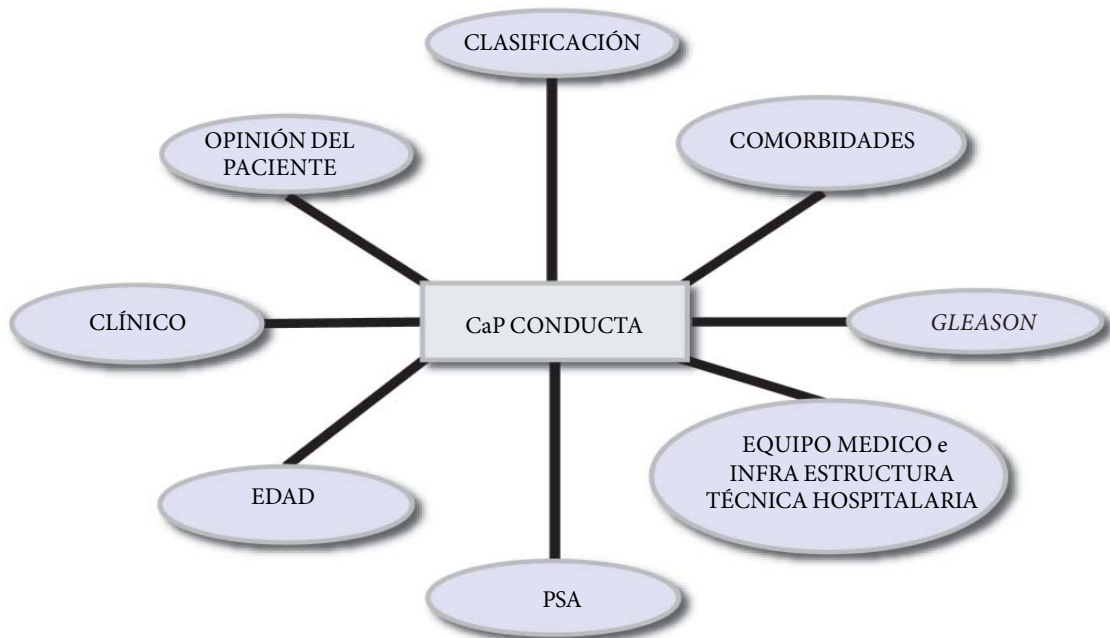 CLASIFICACIÓN
OPINIÓN DEL
PACIENTE
COMORBIDADES
CLÍNICO
CaP CONDUCTA
GLEASON
EDAD
EQUIPO MEDICO e
INFRA ESTRUCTURA
TÉCNICA HOSPITALARIA
PSA